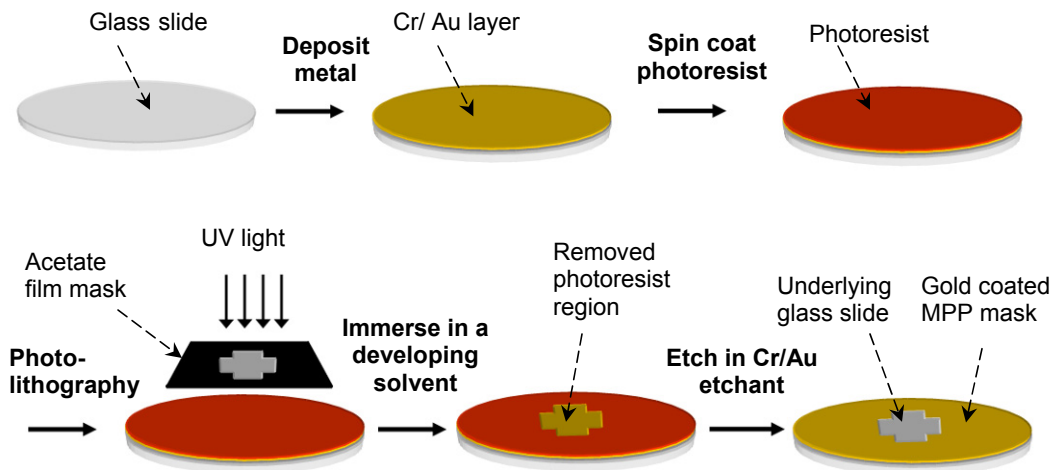 Glass slide
Deposit
metal
Cr/ Au layer
Spin coat
photoresist
Photoresist
UV light
Acetate
film mask
Photo-
lithography
Immerse in a
developing
solvent
Removed
photoresist
region
Etch in Cr/Au
etchant
Underlying
glass slide
Gold coated
MPP mask